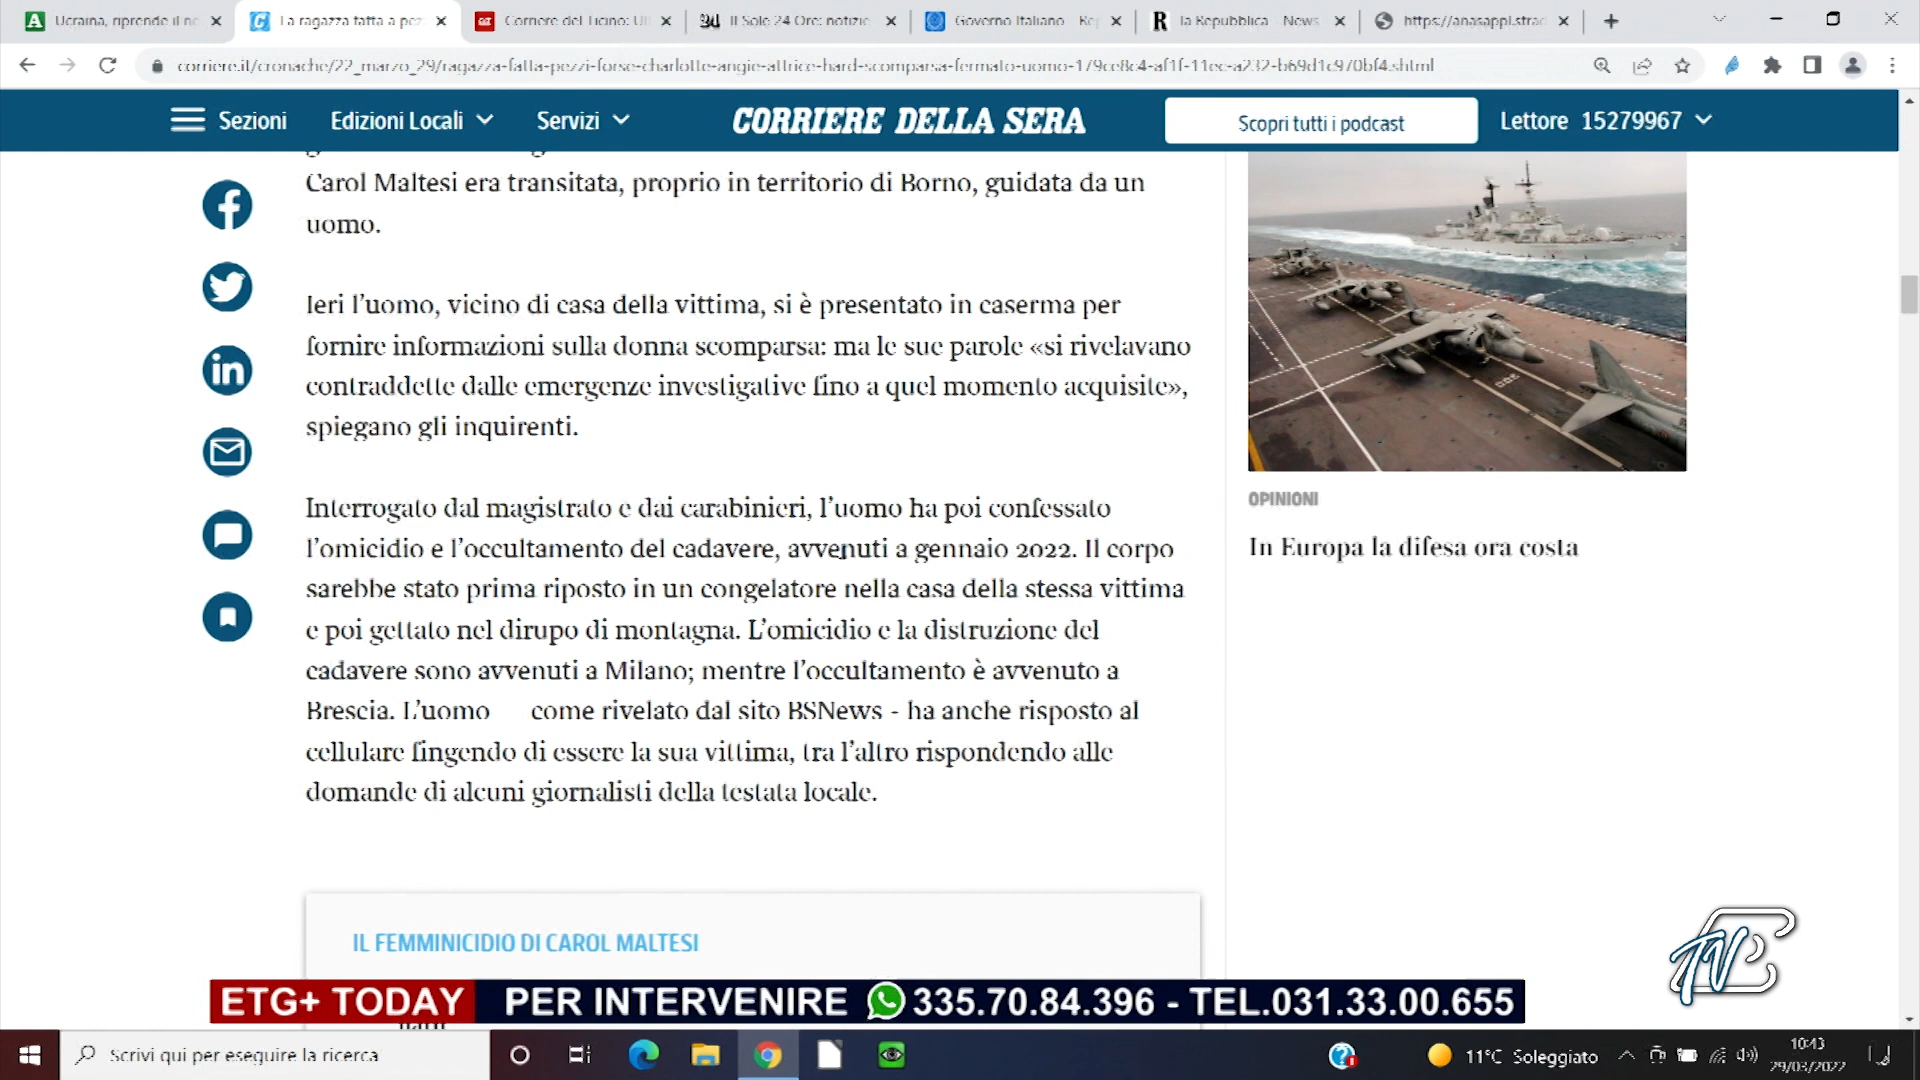 Ucraina, riprende il ne
La ragazza fatta a pez
Corriere del Ticino: Ul
Il Sole 24 Ore: notizie
Governo Italiano - Rep
la Repubblica - News
https://anasappl.strad
corriere.it/cronache/22_marzo_29/ragazza-fatta-pezzi-forse-charlotte-angie-attrice-hard-scomparsa-fermato-uomo-179ce8c4-af1f-11ec-a232-b69d1c970bf4.shtml
Sezioni
Edizioni Locali
Servizi
CORRIERE DELLA SERA
Scopri tutti i podcast
Lettore 15279967
Carol Maltesi era transitata, proprio in territorio di Borno, guidata da un
uomo.
Ieri l'uomo, vicino di casa della vittima, si è presentato in caserma per
fornire informazioni sulla donna scomparsa: ma le sue parole «si rivelavano
contraddette dalle emergenze investigative fino a quel momento acquisite»,
spiegano gli inquirenti.
Interrogato dal magistrato e dai carabinieri, l'uomo ha poi confessato
l'omicidio e l'occultamento del cadavere, avvenuti a gennaio 2022. Il corpo
sarebbe stato prima riposto in un congelatore nella casa della stessa vittima
e poi gettato nel dirupo di montagna. L'omicidio e la distruzione del
cadavere sono avvenuti a Milano; mentre l'occultamento è avvenuto a
Brescia. L'uomo come rivelato dal sito BSNews - ha anche risposto al
cellulare fingendo di essere la sua vittima, tra l'altro rispondendo alle
domande di alcuni giornalisti della testata locale.
OPINIONI
In Europa la difesa ora costa
IL FEMMINICIDIO DI CAROL MALTESI
ETG+ TODAY
PER INTERVENIRE 335.70.84.396 - TEL.031.33.00.655
Scrivi qui per eseguire la ricerca
11°C Soleggiato
10:43
29/03/2022